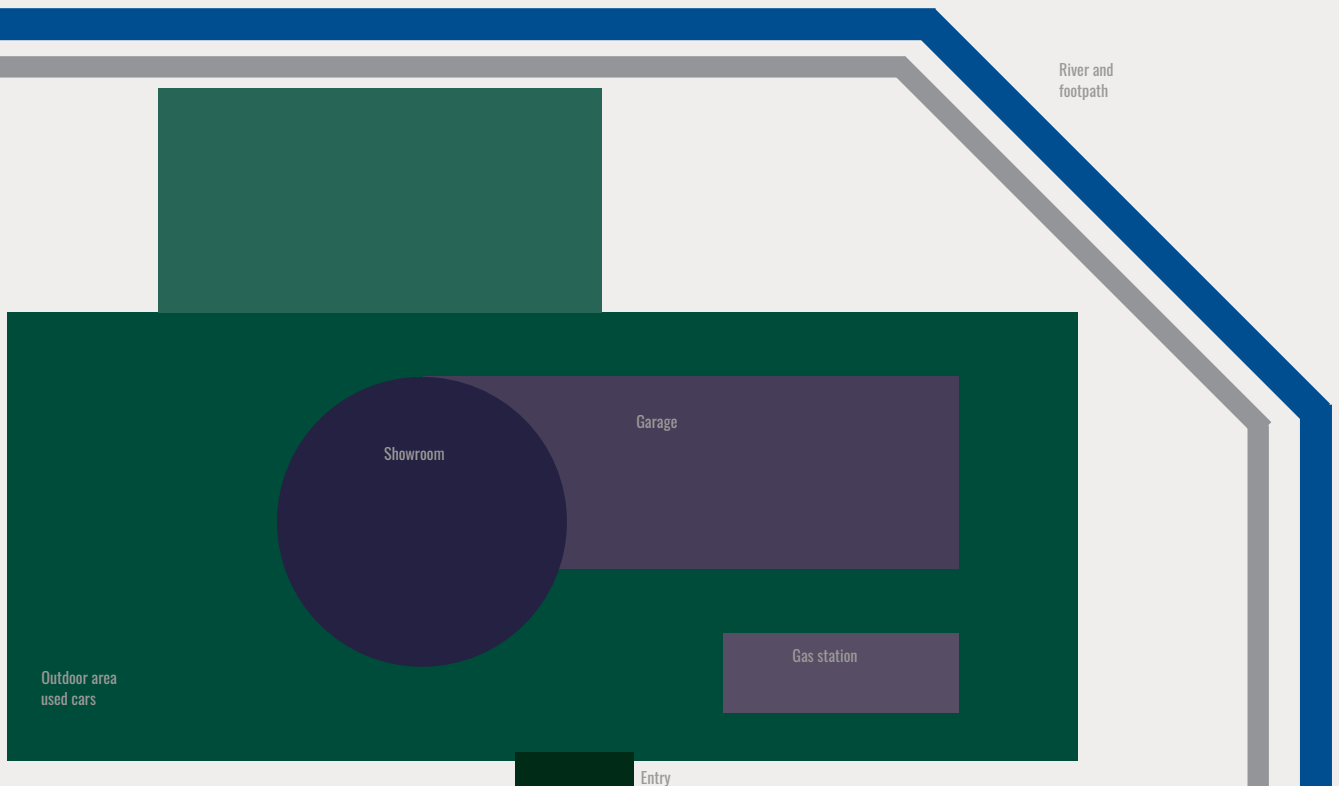 River and
footpath
Garage
Showroom
Gas station
Outdoor area
used cars
Entry